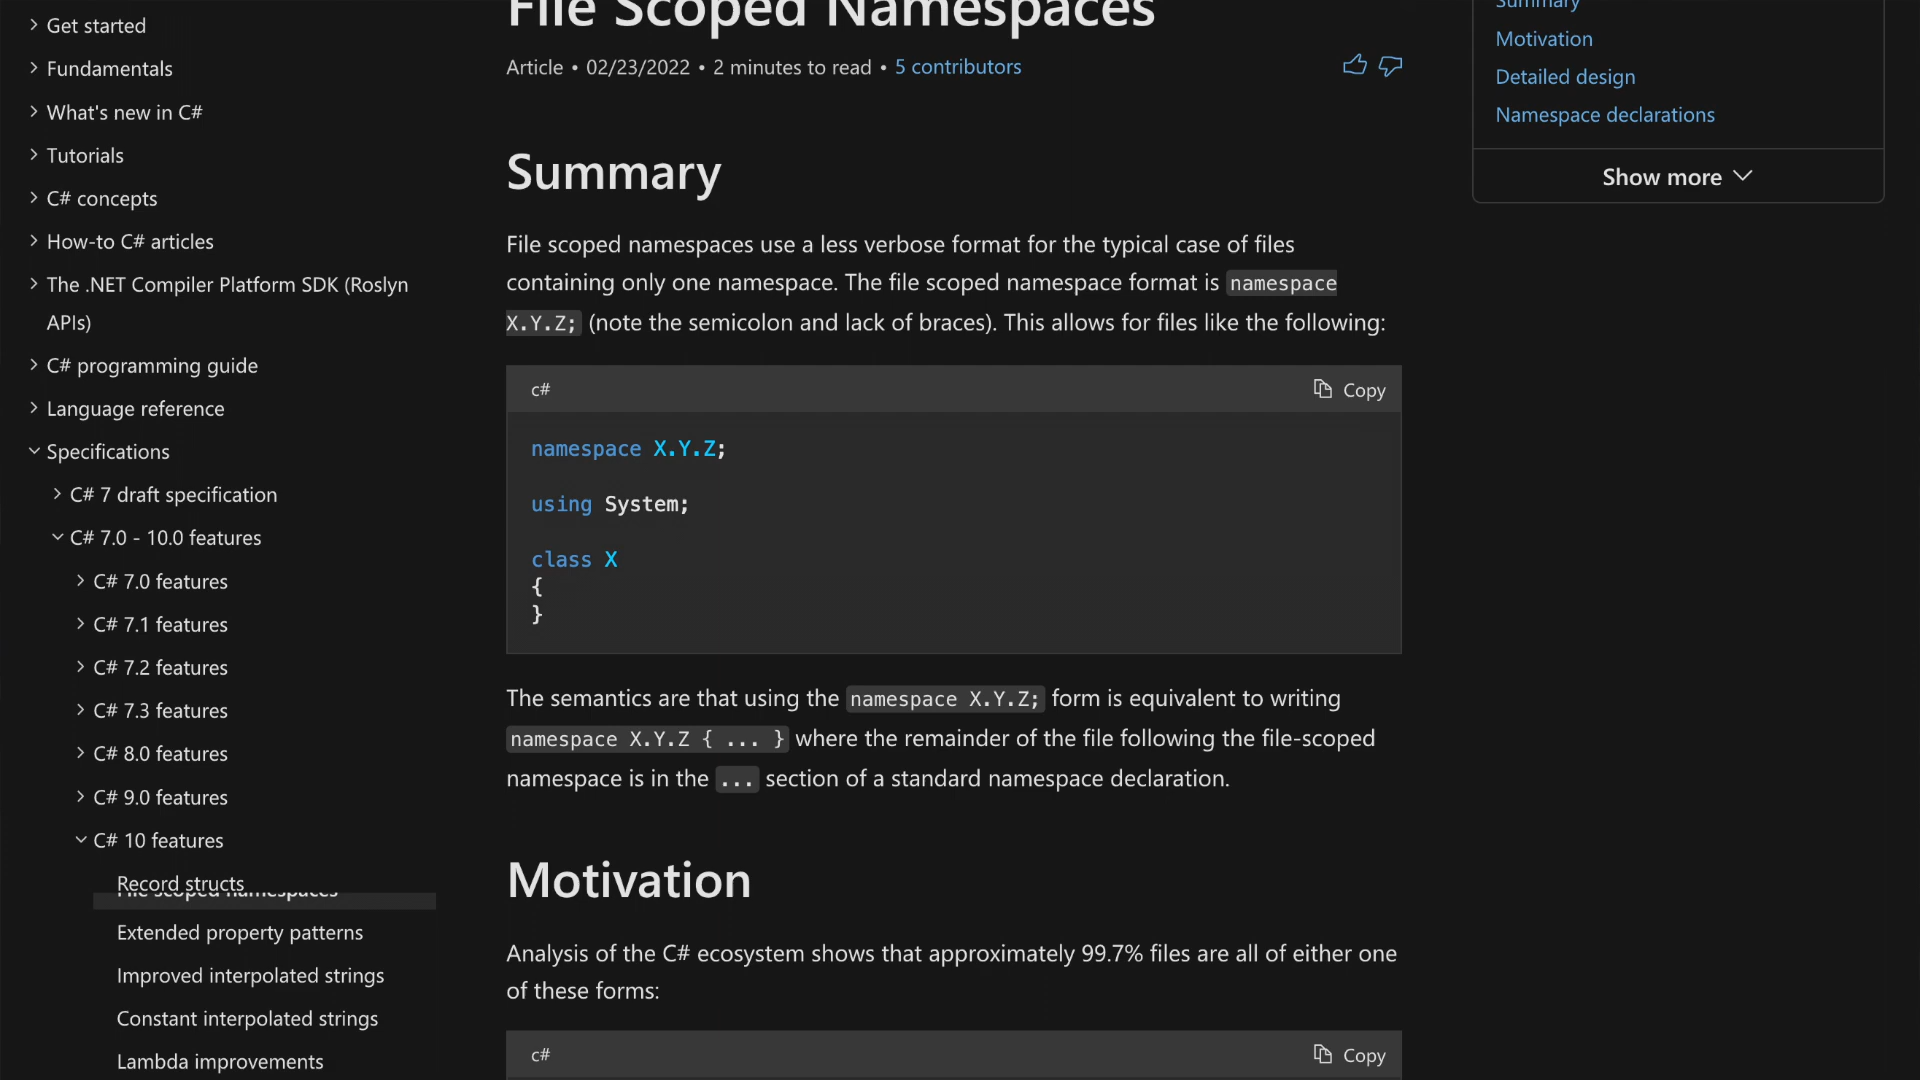 Get started
Fundamentals
What's new in C#
Tutorials
C# concepts
How-to C# articles
The .NET Compiler Platform SDK (Roslyn
APIs)
C# programming guide
Language reference
Specifications
C# 7 draft specification
C# 7.0 - 10.0 features
C# 7.0 features
C# 7.1 features
C# 7.2 features
C# 7.3 features
C# 8.0 features
C# 9.0 features
C# 10 features
Record structs
File scoped namespaces
Extended property patterns
Improved interpolated strings
Constant interpolated strings
Lambda improvements
File Scoped Namespaces
Article • 02/23/2022 • 2 minutes to read • 5 contributors
Summary
File scoped namespaces use a less verbose format for the typical case of files
containing only one namespace. The file scoped namespace format is namespace
X.Y.Z; (note the semicolon and lack of braces). This allows for files like the following:
c# Copy
namespace X.Y.Z;
using System;
class X
{
}
The semantics are that using the namespace X.Y.Z; form is equivalent to writing
namespace X.Y.Z { ... } where the remainder of the file following the file-scoped
namespace is in the ... section of a standard namespace declaration.
Motivation
Analysis of the C# ecosystem shows that approximately 99.7% files are all of either one
of these forms:
c# Copy
Summary
Motivation
Detailed design
Namespace declarations
Show more